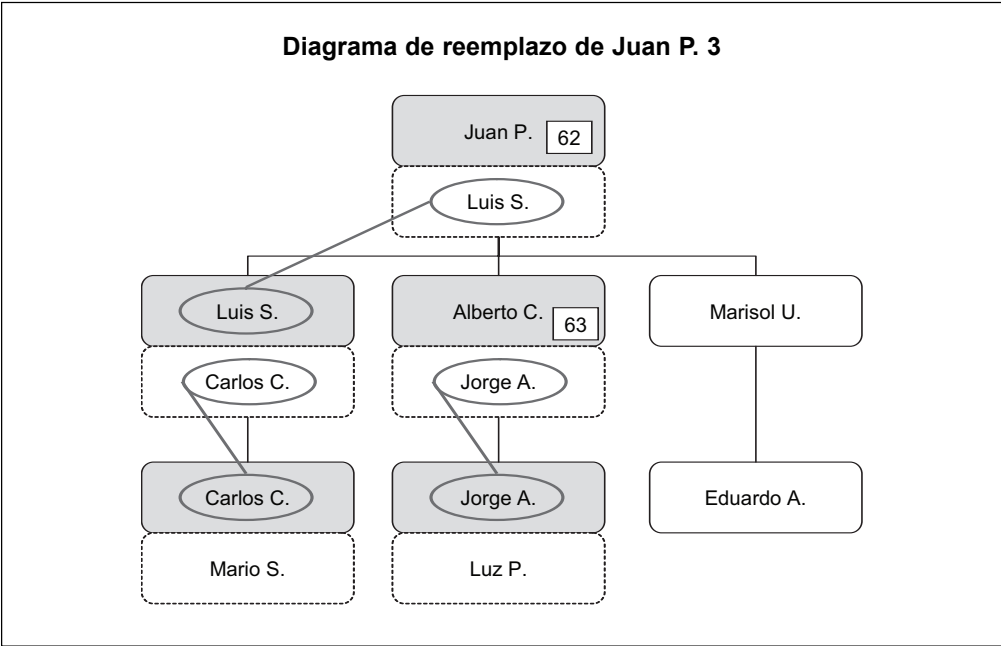 Diagrama de reemplazo de Juan P. 3
Juan P.
62
Luis S.
Luis S.
Alberto C.
63
Marisol U.
Carlos C.
Jorge A.
Carlos C.
Jorge A.
Eduardo A.
Mario S.
Luz P.